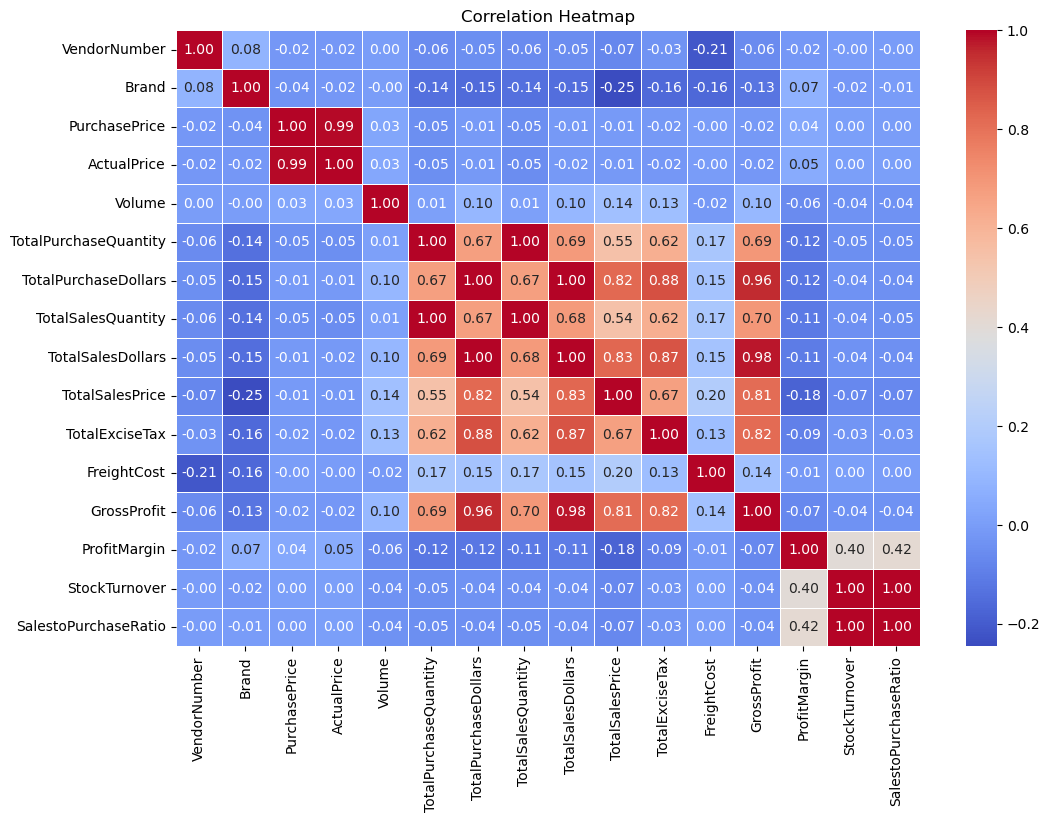 Correlation Heatmap
VendorNumber 1.00 0.08 -0.02 -0.02 0.00 -0.06 -0.05 -0.06 -0.05 -0.07 -0.03 -0.21 -0.06 -0.02 -0.00 -0.00
Brand 0.08 1.00 -0.04 -0.02 -0.00 -0.14 -0.15 -0.14 -0.15 -0.25 -0.16 -0.16 -0.13 0.07 -0.02 -0.01
PurchasePrice -0.02 -0.04 1.00 0.99 0.03 -0.05 -0.01 -0.05 -0.01 -0.01 -0.02 -0.00 -0.02 0.04 0.00 0.00
ActualPrice -0.02 -0.02 0.99 1.00 0.03 -0.05 -0.01 -0.05 -0.02 -0.01 -0.02 -0.00 -0.02 0.05 0.00 0.00
Volume 0.00 -0.00 0.03 0.03 1.00 0.01 0.10 0.01 0.10 0.14 0.13 -0.02 0.10 -0.06 -0.04 -0.04
TotalPurchaseQuantity -0.06 -0.14 -0.05 -0.05 0.01 1.00 0.67 1.00 0.69 0.55 0.62 0.17 0.69 -0.12 -0.05 -0.05
TotalPurchaseDollars -0.05 -0.15 -0.01 -0.01 0.10 0.67 1.00 0.67 1.00 0.82 0.88 0.15 0.96 -0.12 -0.04 -0.04
TotalSalesQuantity -0.06 -0.14 -0.05 -0.05 0.01 1.00 0.67 1.00 0.68 0.54 0.62 0.17 0.70 -0.11 -0.04 -0.05
TotalSalesDollars -0.05 -0.15 -0.01 -0.02 0.10 0.69 1.00 0.68 1.00 0.83 0.87 0.15 0.98 -0.11 -0.04 -0.04
TotalSalesPrice -0.07 -0.25 -0.01 -0.01 0.14 0.55 0.82 0.54 0.83 1.00 0.67 0.20 0.81 -0.18 -0.07 -0.07
TotalExciseTax -0.03 -0.16 -0.02 -0.02 0.13 0.62 0.88 0.62 0.87 0.67 1.00 0.13 0.82 -0.09 -0.03 -0.03
FreightCost -0.21 -0.16 -0.00 -0.00 -0.02 0.17 0.15 0.17 0.15 0.20 0.13 1.00 0.14 -0.01 0.00 0.00
GrossProfit -0.06 -0.13 -0.02 -0.02 0.10 0.69 0.96 0.70 0.98 0.81 0.82 0.14 1.00 -0.07 -0.04 -0.04
ProfitMargin -0.02 0.07 0.04 0.05 -0.06 -0.12 -0.12 -0.11 -0.11 -0.18 -0.09 -0.01 -0.07 1.00 0.40 0.42
StockTurnover -0.00 -0.02 0.00 0.00 -0.04 -0.05 -0.04 -0.04 -0.04 -0.07 -0.03 0.00 -0.04 0.40 1.00 1.00
SalestoPurchaseRatio -0.00 -0.01 0.00 0.00 -0.04 -0.05 -0.04 -0.05 -0.04 -0.07 -0.03 0.00 -0.04 0.42 1.00 1.00
VendorNumber
Brand
PurchasePrice
ActualPrice
Volume
TotalPurchaseQuantity
TotalPurchaseDollars
TotalSalesQuantity
TotalSalesDollars
TotalSalesPrice
TotalExciseTax
FreightCost
GrossProfit
ProfitMargin
StockTurnover
SalestoPurchaseRatio
1.0
0.8
0.6
0.4
0.2
0.0
−0.2